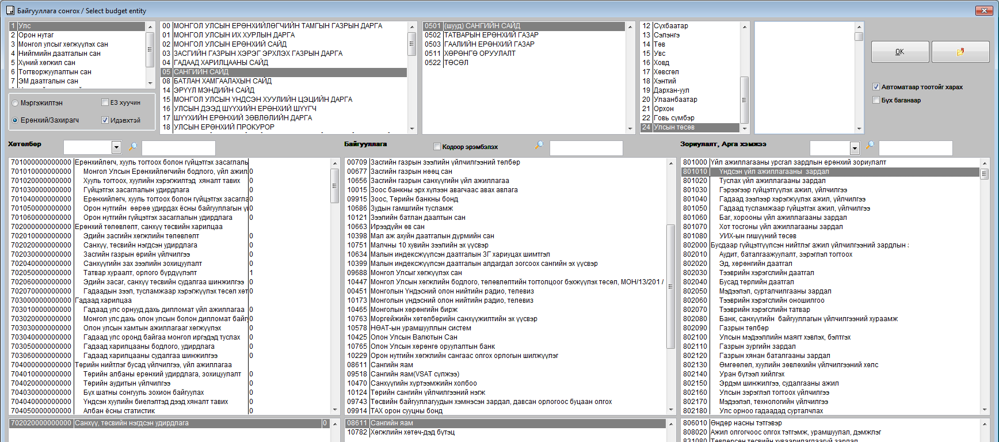 Байгууллага сонгох / Select budget entity
1 Улс
2 Орон нутаг
3 Монгол улсыг хөгжүүлэх сан
4 Нийгмийн даатгалын сан
5 Хүний хөгжил сан
6 Тогтворжуулалтын сан
7 ЭМ даатгалын сан
00 МОНГОЛ УЛСЫН ЕРӨНХИЙЛӨГЧИЙН ТАМГЫН ГАЗРЫН ДАРГА
01 МОНГОЛ УЛСЫН ИХ ХУРЛЫН ДАРГА
02 МОНГОЛ УЛСЫН ЕРӨНХИЙ САЙД
03 ЗАСГИЙН ГАЗРЫН ХЭРЭГ ЭРХЛЭХ ГАЗРЫН ДАРГА
04 ГАДААД ХАРИЛЦААНЫ САЙД
05 САНГИЙН САЙД
08 БАТЛАН ХАМГААЛАХЫН САЙД
14 ЭРҮҮЛ МЭНДИЙН САЙД
15 МОНГОЛ УЛСЫН ҮНДСЭН ХУУЛИЙН ЦЭЦИЙН ДАРГА
16 УЛСЫН ДЭЭД ШҮҮХИЙН ЕРӨНХИЙ ШҮҮГЧ
17 ШҮҮХИЙН ЕРӨНХИЙ ЗӨВЛӨЛИЙН ДАРГА
18 УЛСЫН ЕРӨНХИЙ ПРОКУРОР
0501 (шууд) САНГИЙН САЙД
0502 ТАТВАРЫН ЕРӨНХИЙ ГАЗАР
0503 ГААЛИЙН ЕРӨНХИЙ ГАЗАР
0511 ХӨРӨНГӨ ОРУУЛАЛТ
0522 ТӨСӨЛ
12 Сүхбаатар
13 Сэлэнгэ
14 Төв
15 Увс
16 Ховд
17 Хөвсгөл
18 Хэнтий
19 Дархан-уул
20 Улаанбаатар
21 Орхон
22 Говь сүмбэр
24 Улсын төсөв
OK
Автоматаар тоотойг харах
Бүх баганаар
Мэргэжилтэн
ЕЗ хуучин
Ерөнхий/Захирагч
Идэвхтэй
Хөтөлбөр
701000000000000 Ерөнхийлөгч, хууль тогтоох болон гүйцэтгэх засаглалы
701010000000000 Монгол Улсын Ерөнхийлөгчийн бодлого, үйл ажил 0
701020000000000 Хууль тогтоох, хуулийн хэрэгжилтэд хяналт тавих 0
701030000000000 Гүйцэтгэх засаглалын удирдлага 0
701040000000000 Ерөнхийлөгч, хууль тогтоох болон гүйцэтгэх засагла 0
701050000000000 Орон нутгийн өөрөө удирдах ёсны байгууллагын ү 0
701060000000000 Орон нутгийн гүйцэтгэх засаглалын удирдлага 0
702000000000000 Ерөнхий төлөвлөлт, санхүү төсвийн харилцаа
702010000000000 Эдийн засгийн хөгжлийн төлөвлөлт 0
702020000000000 Санхүү, төсвийн нэгдсэн удирдлага 0
702030000000000 Засгийн газрын өрийн үйлчилгээ 0
702040000000000 Санхүүгийн зах зээлийн зохицуулалт 0
702050000000000 Татвар хураалт, орлого бүрдүүлэлт 1
702060000000000 Эдийн засаг, санхүү төсвийн судалгаа шинжилгээ 0
702070000000000 Гадаадын зээл, тусламжаар хэрэгжүүлэх төсөл хөт 0
703000000000000 Гадаад харилцаа
703010000000000 Гадаад улс орнууд дахь дипломат үйл ажиллагаа 0
703020000000000 Монгол улс дахь олон улсын болон дипломат байгу 0
703030000000000 Олон улсын хамтын ажиллагааг хөгжүүлэх 0
703040000000000 Гадаад улс оронд байгаа монгол иргэдэд туслах 0
703050000000000 Гадаад харилцааны бодлого, удирдлага 0
703060000000000 Гадаад харилцааны судалгаа шинжилгээ 0
704000000000000 Төрийн нийтлэг бусад үйлчилгээ, үйл ажиллагаа
704010000000000 Төрийн албаны ерөнхий удирдлага, зохицуулалт 0
704020000000000 Төрийн аудитын үйлчилгээ 0
704030000000000 Бүх шатны сонгууль зохион байгуулах 0
704040000000000 Үндсэн хуулийн биелэлтэд дээд хяналт тавих 0
704050000000000 Албан ёсны статистик 0
702020000000000 Санхүү, төсвийн нэгдсэн удирдлага 0
Байгууллага
Кодоор эрэмбэлэх
00709 Засгийн газрын зээлийн үйлчилгээний төлбөр
00677 Засгийн газрын нөөц сан
10656 Засгийн газрын санхүүгийн үйл ажиллагаа
10015 Зоос банкны эрх хүлээн авагчаас авах авлага
09915 Зоос, Төрийн банкны бонд
10686 Зудын гамшгийн тусламж
10121 Зээлийн батлан даалтын сан
10663 Ирээдүйн өв сан
10398 Мал аж ахуйн даатгалын дүрмийн сан
10751 Малчны 10 хувийн зээлийн эх үүсвэр
10634 Малын индексжүүлсэн даатгалын ЗГ хариуцах шимтгэл
10399 Малын индексжүүлсэн даатгалын алдагдал зогсоох сангийн эх үүсвэр
09688 Монгол Улсыг хөгжүүлэх сан
10447 Монгол Улсын хөгжлийн бодлого, төлөвлөлтийн тогтолцоог бэхжүүлэх төсөл, МОН/13/201 /
00451 Монголын Үндэсний олон нийтийн радио, телевиз
10173 Монголын үндэсний олон нийтийн радио, телевиз
10465 Монголын хөрөнгийн бирж
10763 Моргейжийн хөтөлбөрийн санхүүжилтийн эх үүсвэр
10578 НӨАТ-ын урамшууллын систем
10425 Олон Улсын Валютын Сан
10765 Олон Улсын хөрөнгө оруулалтын банк
10229 Орон нутгийн хөгжлийн сангаас олгох орлогын шилжүүлэг
08611 Сангийн яам
09518 Сангийн яам(VSAT сүлжээ)
10470 Санхүүгийн хүртээмжийн холбоо
10124 Төрийн сангийн үйлчилгээний нэгж
09743 Төсвийн байгууллагуудын хэмнэсэн зардал, давсан орлогоос буцаан олгох
09914 ТАХ орон сууцны бонд
08611 Сангийн яам
10782 Хөгжлийн хөтөч-дэд бүтэц
Зориулалт, Арга хэмжээ
801000 Үйл ажиллагааны урсгал зардлын ерөнхий зориулалт
801010 Үндсэн үйл ажиллагааны зардал
801020 Туслах үйл ажиллагааны зардал
801030 Гэрээгээр гүйцэтгүүлэх ажил, үйлчилгээ
801040 Гадаад зээлээр хэрэгжүүлэх ажил, үйлчилгээ
801050 Гадаад тусламжаар гүйцэтгэх ажил, үйлчилгээ
801060 Баг, хорооны үйл ажиллагааны зардал
801070 Хот тосгоны үйл ажиллагааны зардал
801080 УИХ-ын гишүүний төсөв
802000 Бусдаар гүйцэтгүүлсэн нийтлэг ажил үйлчилгээний зардлын з
802010 Аудит, баталгаажуулалт, зэрэглэл тогтоох
802020 Эд, хөрөнгийн даатгал
802030 Тээврийн хэрэгслийн даатгал
802040 Бусад төрлийн даатгал
802050 Мэдээлэл, сурталчилгааны зардал
802060 Тээврийн хэрэгслийн оношилгоо
802070 Тээврийн хэрэгслийн татвар
802080 Банк, санхүүгийн байгууллагын үйлчилгээний хураамж
802090 Газрын төлбөр
802100 Улсын мэдээллийн маягт хэвлэх, бэлтгэх
802110 Газрын зургийн зардал
802120 Газрын хянан баталгааны зардал
802130 Өмгөөлөл, хуулийн зөвлөхийн үйлчилгээний хөлс
802140 Уран бүтээл хийлгэх
802150 Эрдэм шинжилгээ, судалгааны ажил
802160 Улсын зэрэглэл тогтоох үйлчилгээ
802170 Мэдээлэл, технологийн үйлчилгээ
802180 Улс орноо гадаадад сурталчлах
806010 Өндөр насны тэтгэвэр
808020 Ажил олгогчоос олгох тэтгэмж, урамшуулал, дэмжлэг
831080 Төвлөрсөн төсвийн хуваарилагдаагүй зардал